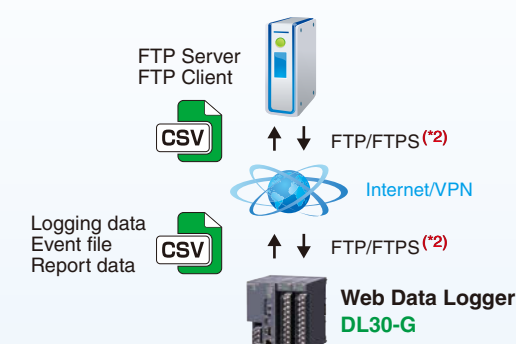 FTP Server
FTP Client
CSV
FTP/FTPS (*2)
Internet/VPN
Logging data
Event file
Report data
CSV
FTP/FTPS (*2)
Web Data Logger
DL30-G